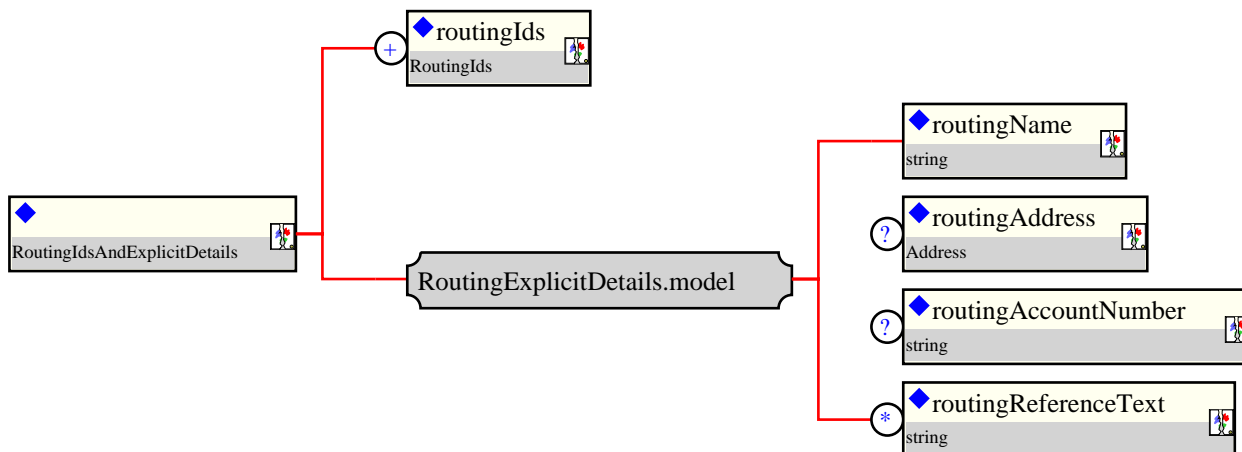 routingIds
+
RoutingIds
routingName
string
RoutingIdsAndExplicitDetails
routingAddress
?
Address
RoutingExplicitDetails.model
routingAccountNumber
?
string
routingReferenceText
*
string